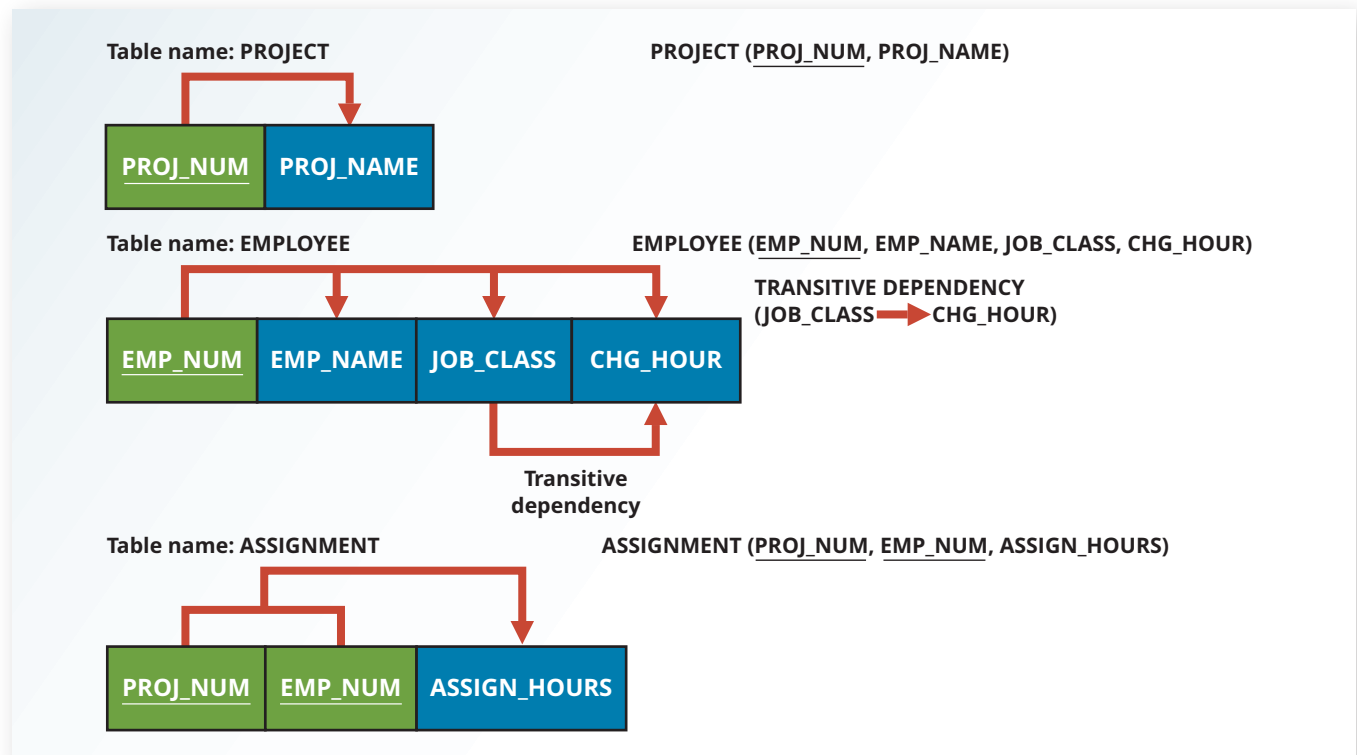 Table name: PROJECT
PROJECT (PROJ_NUM, PROJ_NAME)
PROJ_NUM
PROJ_NAME
Table name: EMPLOYEE
EMPLOYEE (EMP_NUM, EMP_NAME, JOB_CLASS, CHG_HOUR)
TRANSITIVE DEPENDENCY
(JOB_CLASS CHG_HOUR)
EMP_NUM
EMP_NAME
JOB_CLASS
CHG_HOUR
Transitive
dependency
Table name: ASSIGNMENT
ASSIGNMENT (PROJ_NUM, EMP_NUM, ASSIGN_HOURS)
PROJ_NUM
EMP_NUM
ASSIGN_HOURS